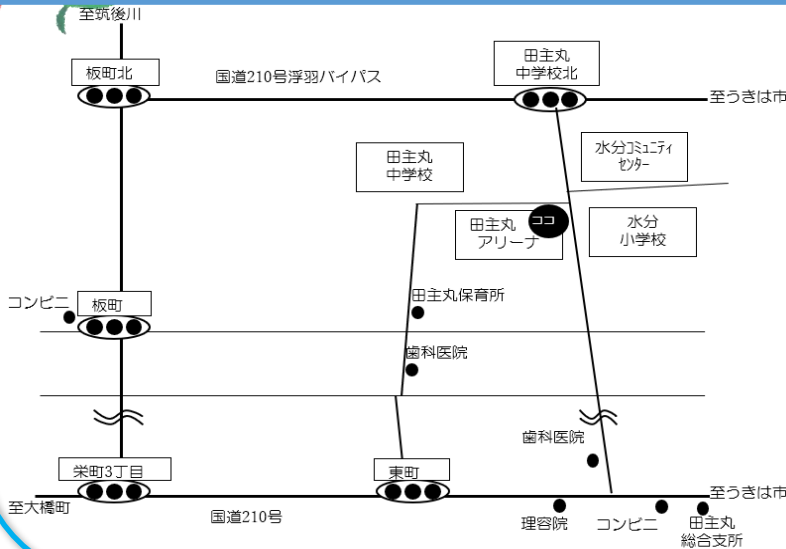 至筑後川
板町北
国道210号浮羽バイパス
田主丸
中学校北
至うきは市
田主丸
中学校
水分コミュニティ
センター
田主丸
アリーナ
ココ
水分
小学校
コンビニ
板町
田主丸保育所
歯科医院
歯科医院
栄町3丁目
東町
至大橋町
国道210号
至うきは市
理容院
コンビニ
田主丸
総合支所